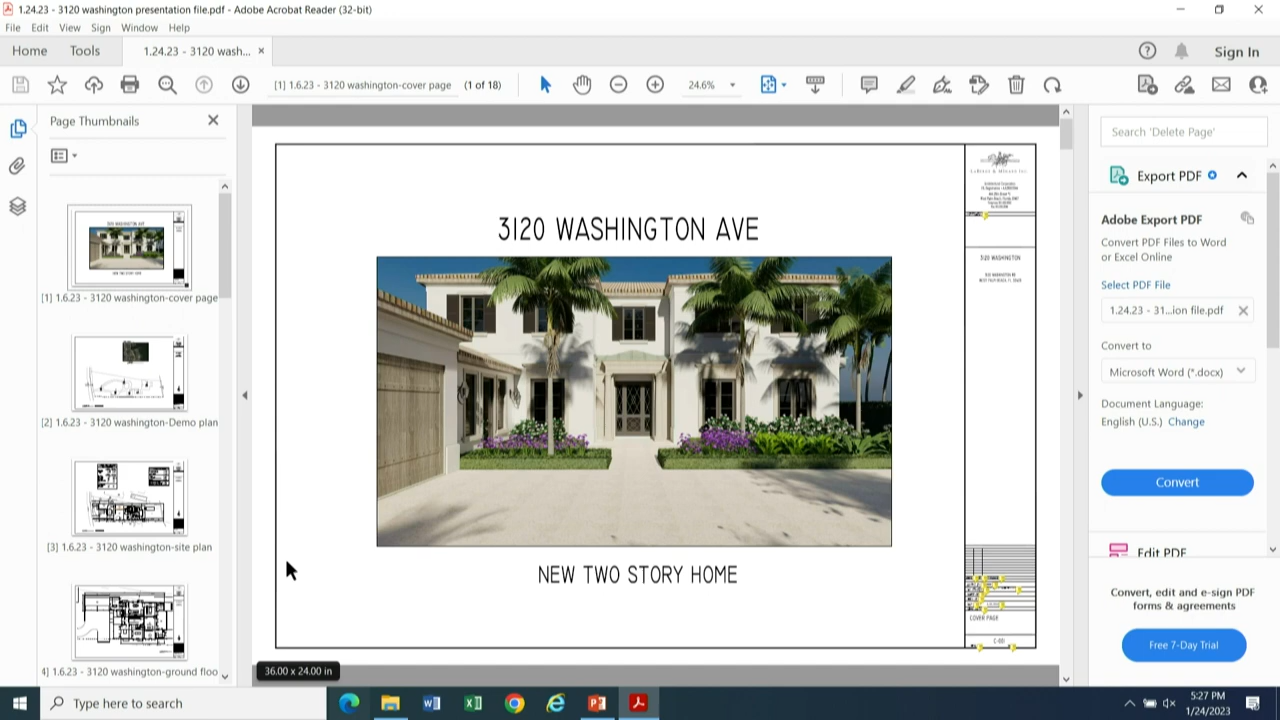 1.24.23 - 3120 washington presentation file.pdf - Adobe Acrobat Reader (32-bit)
File Edit View Sign Window Help
Home Tools 1.24.23 - 3120 wash... × Sign In
[1] 1.6.23 - 3120 washington-cover page (1 of 18) 24.6%
Page Thumbnails
[1] 1.6.23 - 3120 washington-cover page
[2] 1.6.23 - 3120 washington-Demo plan
[3] 1.6.23 - 3120 washington-site plan
4] 1.6.23 - 3120 washington-ground floo
3120 WASHINGTON AVE
NEW TWO STORY HOME
3120 WASHINGTON
COVER PAGE
36.00 x 24.00 in
Search 'Delete Page'
Export PDF
Adobe Export PDF
Convert PDF Files to Word
or Excel Online
Select PDF File
1.24.23 - 31...ion file.pdf
Convert to
Microsoft Word (*.docx)
Document Language:
English (U.S.) Change
Convert
Edit PDF
Convert, edit and e-sign PDF
forms & agreements
Free 7-Day Trial
Type here to search
5:27 PM
1/24/2023